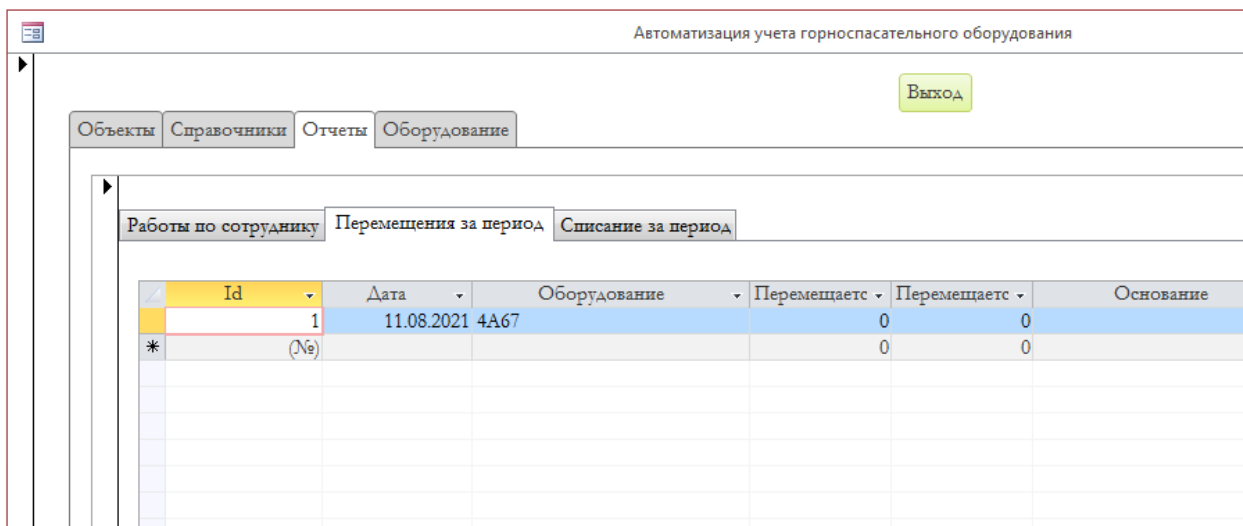 Автоматизация учета горноспасательного оборудования
Выход
Объекты Справочники Отчеты Оборудование
Работы по сотруднику Перемещения за период Списание за период
Id Дата Оборудование Перемещаетс Перемещаетс Основание
1 11.08.2021 4А67 0 0
* (№) 0 0